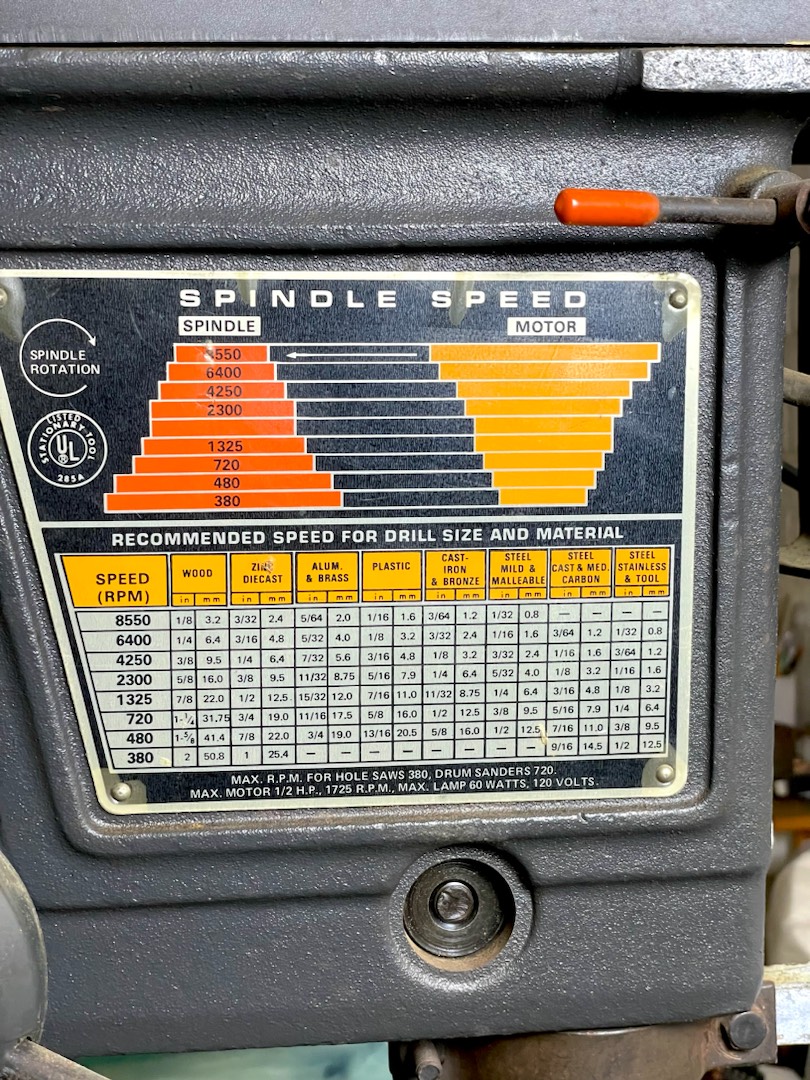 SPINDLE SPEED
SPINDLE MOTOR
SPINDLE
ROTATION
8550
6400
4250
2300
1325
720
480
380
LISTED
UL
®
STATIONARY TOOL
285A
RECOMMENDED SPEED FOR DRILL SIZE AND MATERIAL
SPEED (RPM) WOOD ZINC DIECAST ALUM. & BRASS PLASTIC CAST-IRON & BRONZE STEEL MILD & MALLEABLE STEEL CAST & MED. CARBON STEEL STAINLESS & TOOL
in mm in mm in mm in mm in mm in mm in mm in mm
8550 1/8 3.2 3/32 2.4 5/64 2.0 1/16 1.6 3/64 1.2 1/32 0.8 — — — —
6400 1/4 6.4 3/16 4.8 5/32 4.0 1/8 3.2 3/32 2.4 1/16 1.6 3/64 1.2 1/32 0.8
4250 3/8 9.5 1/4 6.4 7/32 5.6 3/16 4.8 1/8 3.2 3/32 2.4 1/16 1.6 3/64 1.2
2300 5/8 16.0 3/8 9.5 11/32 8.75 5/16 7.9 1/4 6.4 5/32 4.0 1/8 3.2 1/16 1.6
1325 7/8 22.0 1/2 12.5 15/32 12.0 7/16 11.0 11/32 8.75 1/4 6.4 3/16 4.8 1/8 3.2
720 1-1/4 31.75 3/4 19.0 11/16 17.5 5/8 16.0 1/2 12.5 3/8 9.5 5/16 7.9 1/4 6.4
480 1-5/8 41.4 7/8 22.0 3/4 19.0 13/16 20.5 5/8 16.0 1/2 12.5 7/16 11.0 3/8 9.5
380 2 50.8 1 25.4 — — — — — — — — 9/16 14.5 1/2 12.5
MAX. R.P.M. FOR HOLE SAWS 380, DRUM SANDERS 720.
MAX. MOTOR 1/2 H.P., 1725 R.P.M., MAX. LAMP 60 WATTS, 120 VOLTS.